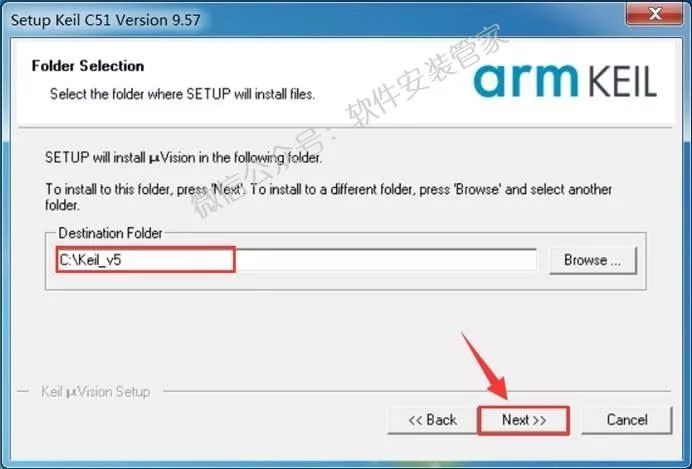 Setup Keil C51 Version 9.57
Folder Selection
Select the folder where SETUP will install files.
arm KEIL
微信公众号：软件安装管家
SETUP will install µVision in the following folder.
To install to this folder, press 'Next'. To install to a different folder, press 'Browse' and select another
folder.
Destination Folder
C:\Keil_v5
Browse ...
Keil µVision Setup
<< Back
Next >>
Cancel